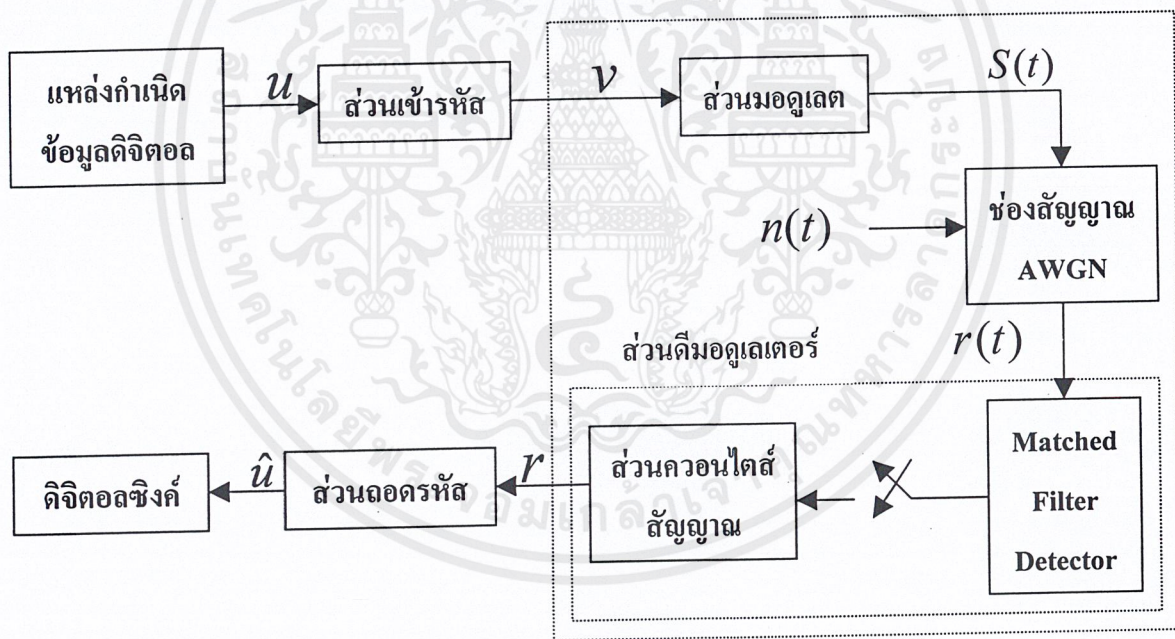 แหล่งกำเนิด
ข้อมูลดิจิตอล
u
ส่วนเข้ารหัส
v
ส่วนมอดูเลต
S(t)
ช่องสัญญาณ
AWGN
n(t)
r(t)
ส่วนดีมอดูเลเตอร์
Matched
Filter
Detector
ส่วนควอนไตส์
สัญญาณ
r
ส่วนถอดรหัส
û
ดิจิตอลซิงค์